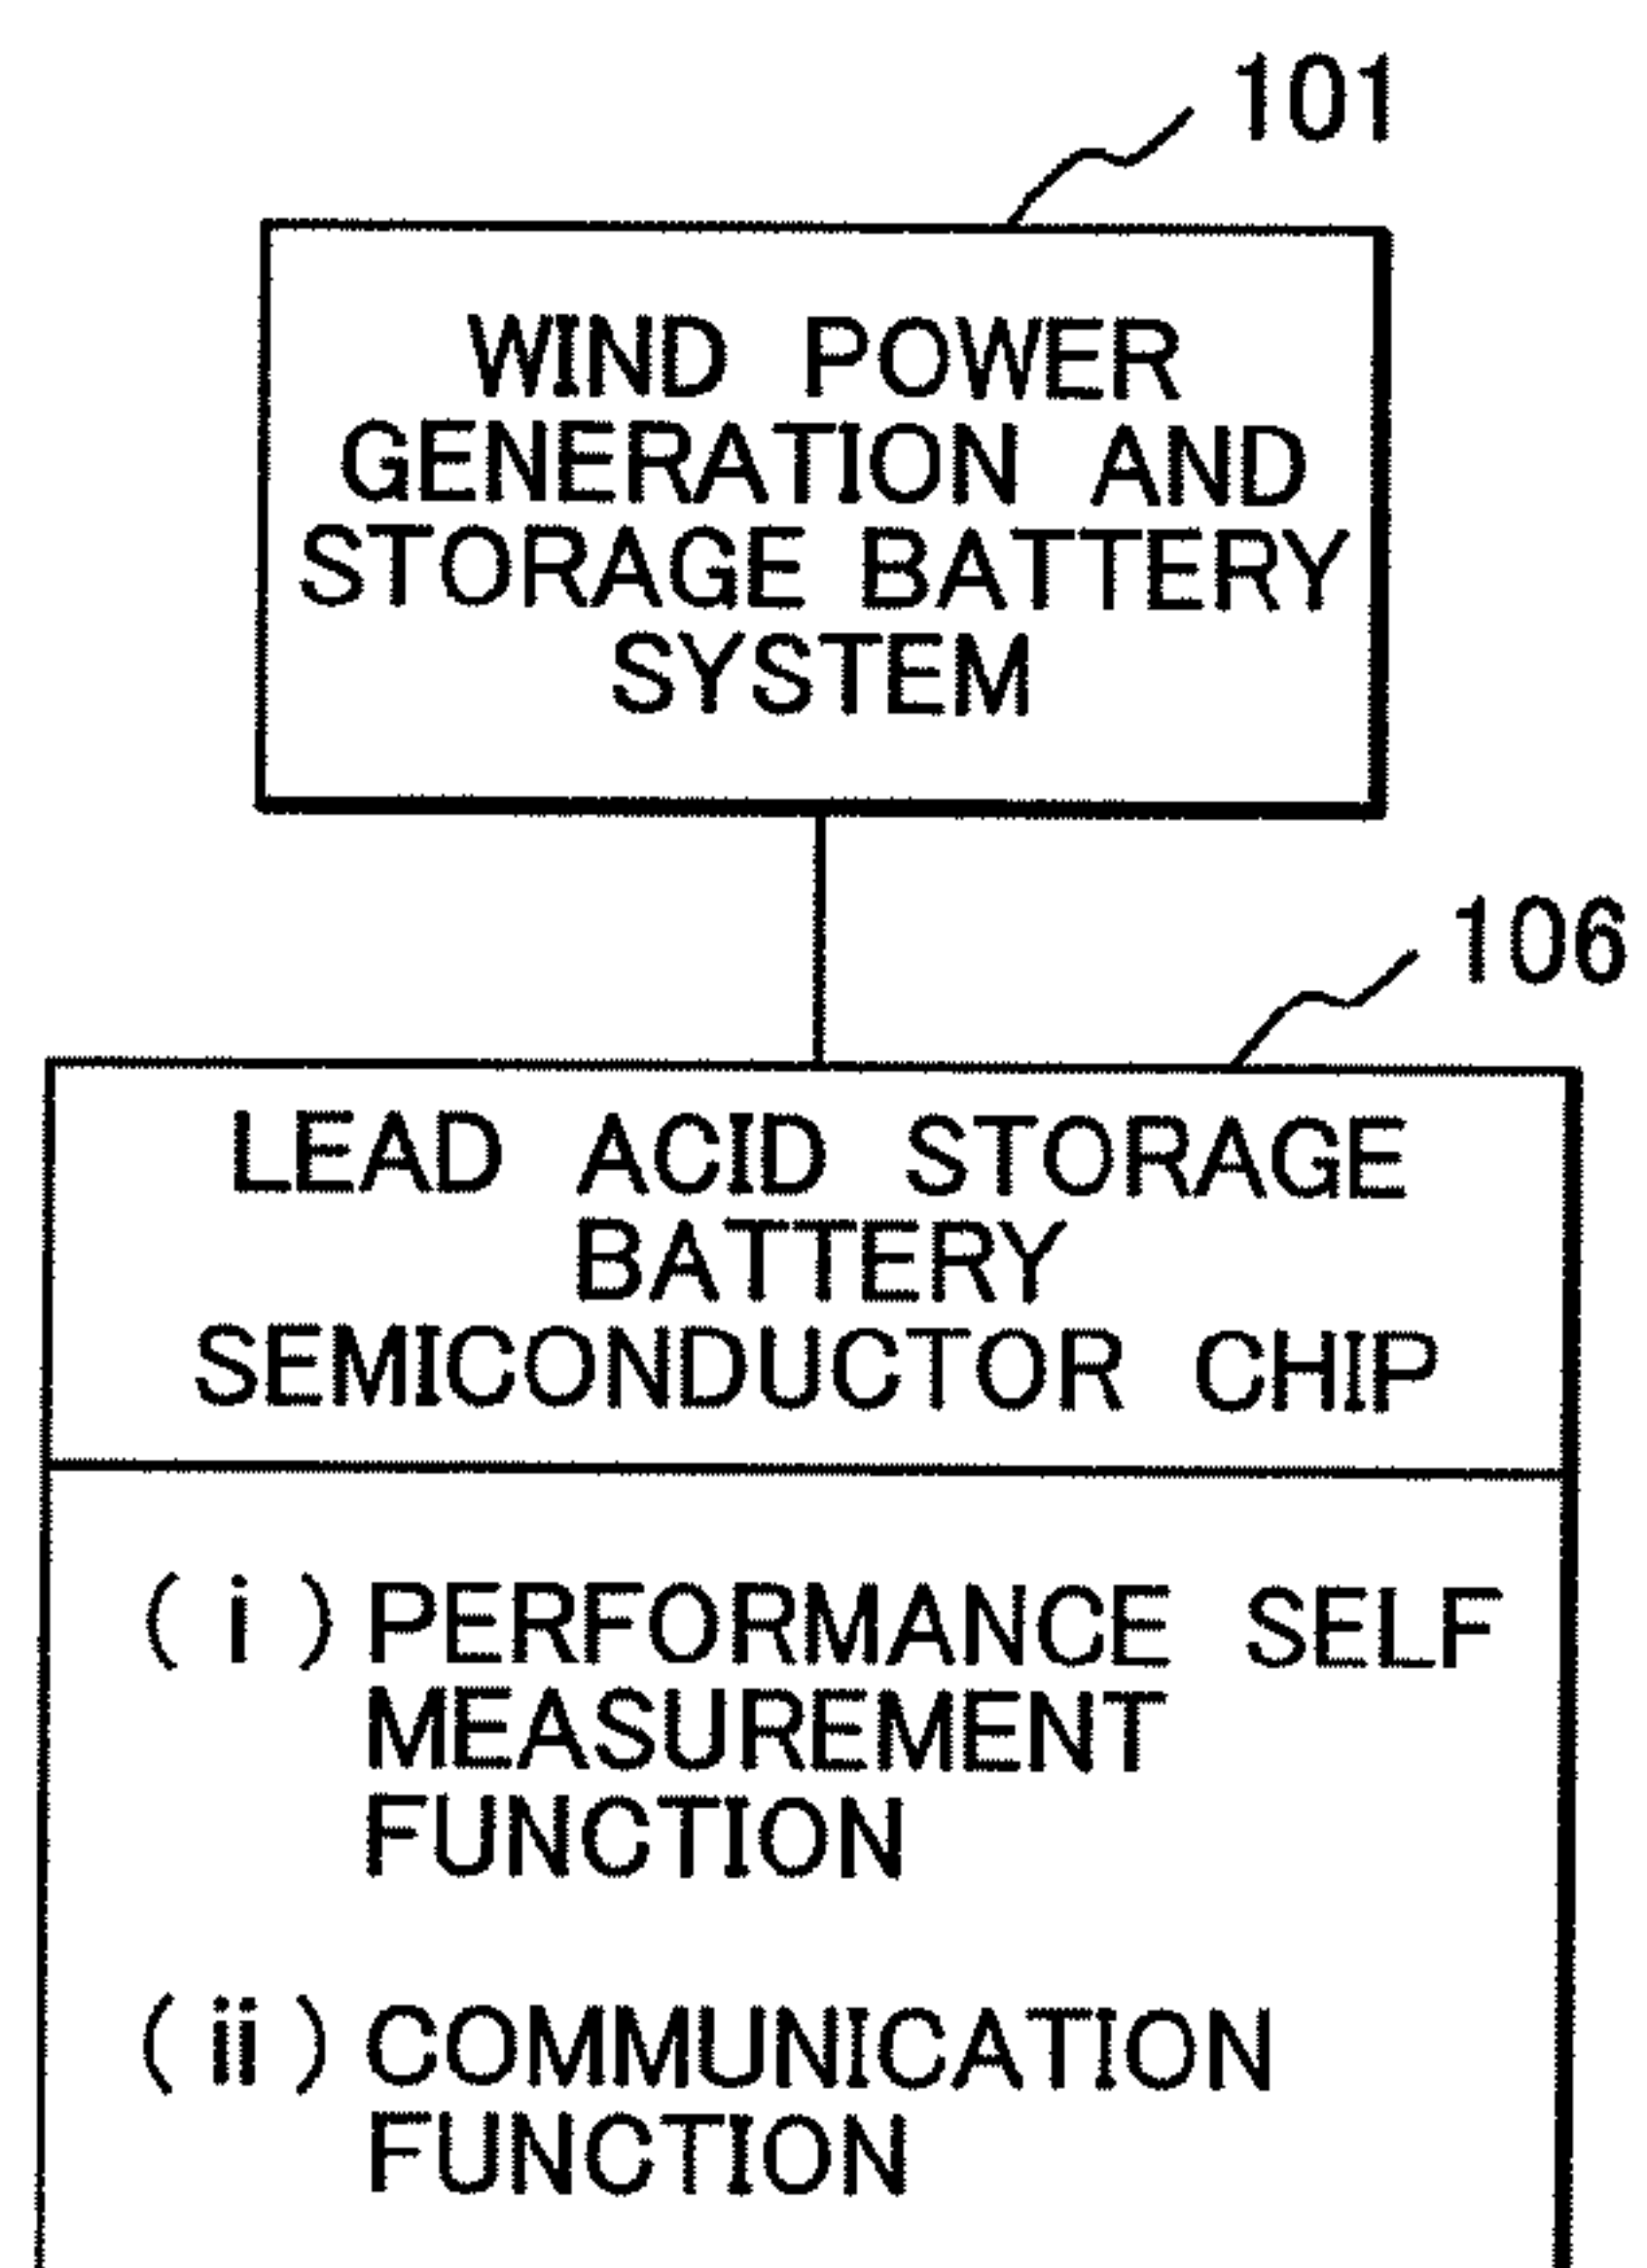 101
WIND POWER
GENERATION AND
STORAGE BATTERY
SYSTEM
106
LEAD ACID STORAGE
BATTERY
SEMICONDUCTOR CHIP
(i) PERFORMANCE SELF
MEASUREMENT
FUNCTION
(ii) COMMUNICATION
FUNCTION